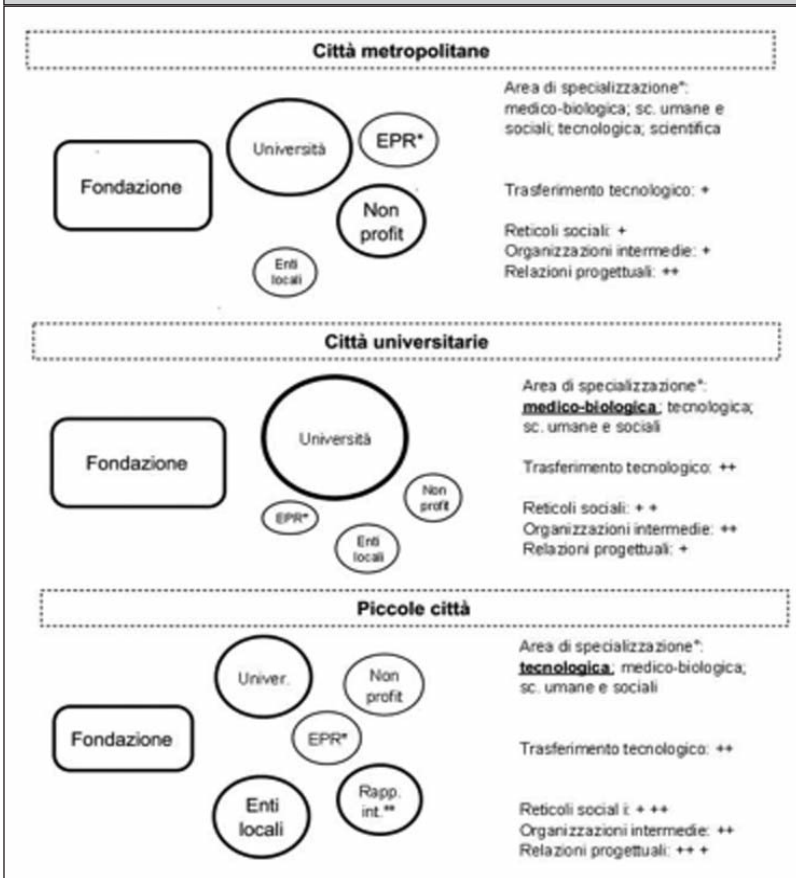 Città metropolitane
Fondazione
Università
EPR*
Non
profit
Enti
locali
Area di specializzazione*:
medico-biologica; sc. umane e
sociali; tecnologica; scientifica
Trasferimento tecnologico: +
Reticoli sociali: +
Organizzazioni intermedie: +
Relazioni progettuali: ++
Città universitarie
Fondazione
Università
EPR*
Non
profit
Enti
locali
Area di specializzazione*:
medico-biologica; tecnologica;
sc. umane e sociali
Trasferimento tecnologico: ++
Reticoli sociali: + +
Organizzazioni intermedie: ++
Relazioni progettuali: +
Piccole città
Fondazione
Univer.
Non
profit
EPR*
Enti
locali
Rapp.
int.**
Area di specializzazione*:
tecnologica; medico-biologica;
sc. umane e sociali
Trasferimento tecnologico: ++
Reticoli social i: + ++
Organizzazioni intermedie: ++
Relazioni progettuali: ++ +